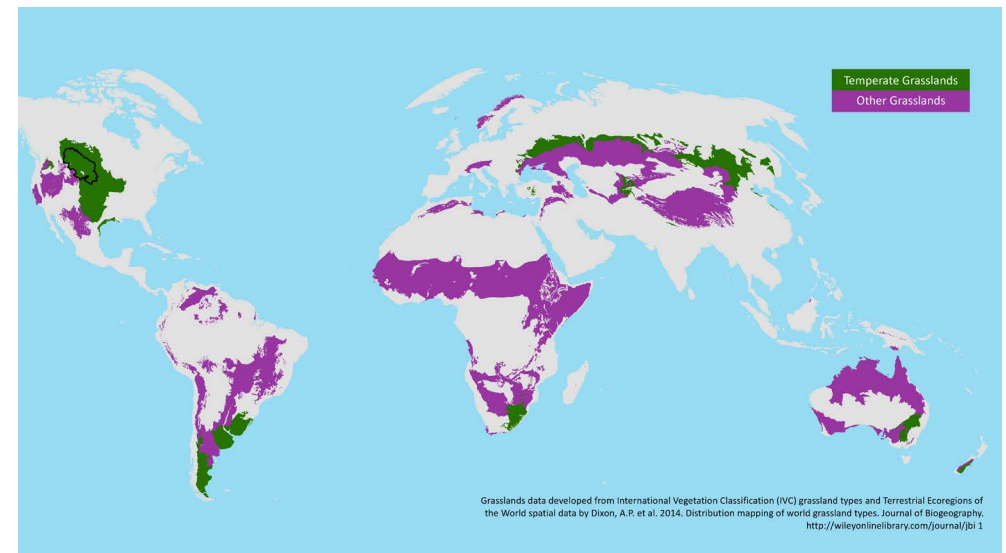 Temperate Grasslands
Other Grasslands
Grasslands data developed from International Vegetation Classification (IVC) grassland types and Terrestrial Ecoregions of
the World spatial data by Dixon, A.P. et al. 2014. Distribution mapping of world grassland types. Journal of Biogeography.
http://wileyonlinelibrary.com/journal/jbi 1